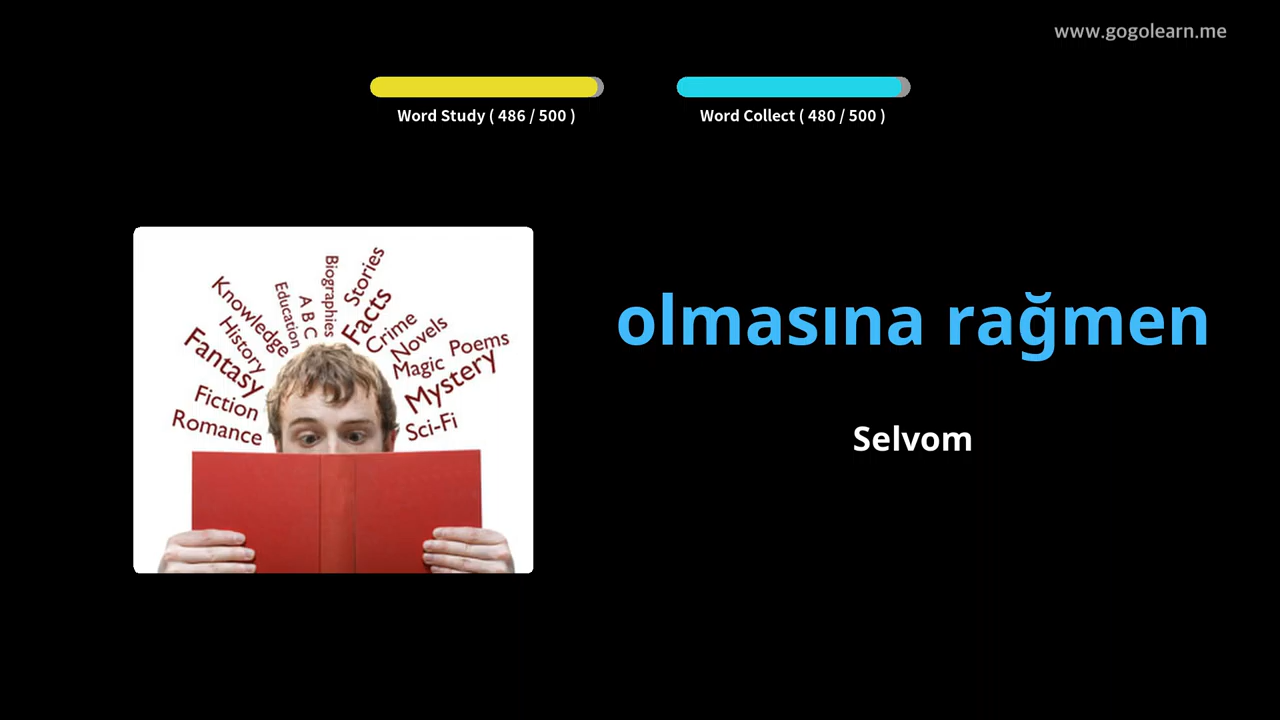 www.gogolearn.me
Word Study ( 486 / 500 )
Word Collect ( 480 / 500 )
olmasına rağmen
Selvom
Knowledge
History
Fantasy
Fiction
Romance
Education
A B C
Biographies
Stories
Facts
Crime
Novels
Magic
Poems
Mystery
Sci-Fi